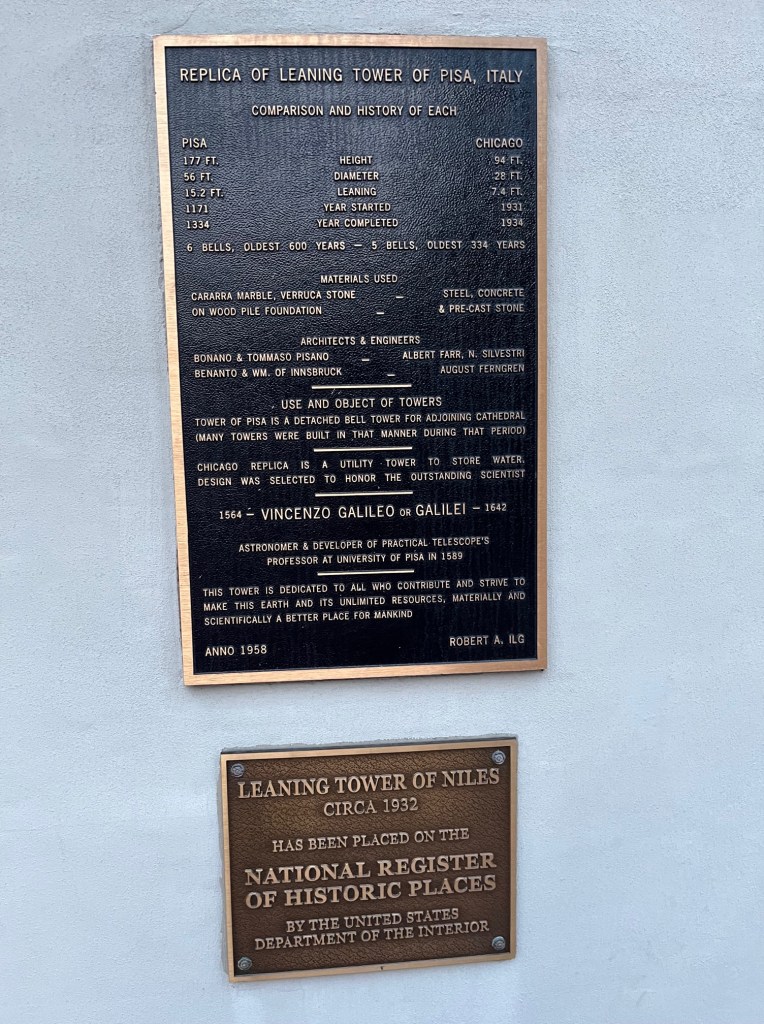 REPLICA OF LEANING TOWER OF PISA, ITALY
COMPARISON AND HISTORY OF EACH
PISA CHICAGO
177 FT. HEIGHT 94 FT.
56 FT. DIAMETER 28 FT.
15.2 FT. LEANING 7.4 FT.
1171 YEAR STARTED 1931
1334 YEAR COMPLETED 1934
6 BELLS, OLDEST 600 YEARS — 5 BELLS, OLDEST 334 YEARS
MATERIALS USED
CARARRA MARBLE, VERRUCA STONE — STEEL, CONCRETE
ON WOOD PILE FOUNDATION — & PRE-CAST STONE
ARCHITECTS & ENGINEERS
BONANO & TOMMASO PISANO — ALBERT FARR, N. SILVESTRI
BENANTO & WM. OF INNSBRUCK — AUGUST FERNGREN
USE AND OBJECT OF TOWERS
TOWER OF PISA IS A DETACHED BELL TOWER FOR ADJOINING CATHEDRAL
(MANY TOWERS WERE BUILT IN THAT MANNER DURING THAT PERIOD)
CHICAGO REPLICA IS A UTILITY TOWER TO STORE WATER.
DESIGN WAS SELECTED TO HONOR THE OUTSTANDING SCIENTIST
1564 — VINCENZO GALILEO OR GALILEI — 1642
ASTRONOMER & DEVELOPER OF PRACTICAL TELESCOPE'S
PROFESSOR AT UNIVERSITY OF PISA IN 1589
THIS TOWER IS DEDICATED TO ALL WHO CONTRIBUTE AND STRIVE TO
MAKE THIS EARTH AND ITS UNLIMITED RESOURCES, MATERIALLY AND
SCIENTIFICALLY A BETTER PLACE FOR MANKIND
ANNO 1958 ROBERT A. ILG
LEANING TOWER OF NILES
CIRCA 1932
HAS BEEN PLACED ON THE
NATIONAL REGISTER
OF HISTORIC PLACES
BY THE UNITED STATES
DEPARTMENT OF THE INTERIOR